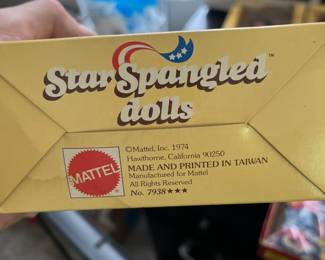 Star Spangled™
dolls
MATTEL
©Mattel, Inc. 1974
Hawthorne, California 90250
MADE AND PRINTED IN TAIWAN
Manufactured for Mattel
All Rights Reserved
No. 7938★★★